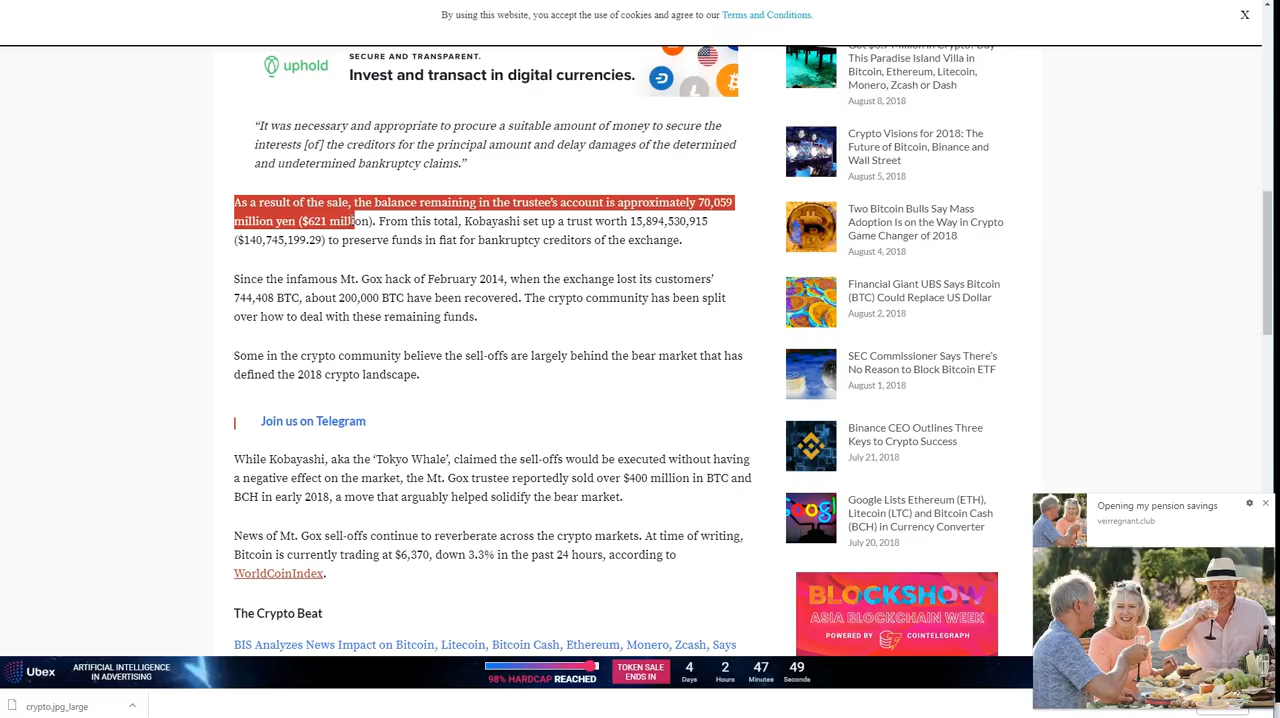 By using this website, you accept the use of cookies and agree to our Terms and Conditions.
X
uphold
SECURE AND TRANSPARENT.
Invest and transact in digital currencies.
“It was necessary and appropriate to procure a suitable amount of money to secure the
interests [of] the creditors for the principal amount and delay damages of the determined
and undetermined bankruptcy claims.”
As a result of the sale, the balance remaining in the trustee’s account is approximately 70,059
million yen ($621 million). From this total, Kobayashi set up a trust worth 15,894,530,915
($140,745,199.29) to preserve funds in fiat for bankruptcy creditors of the exchange.
Since the infamous Mt. Gox hack of February 2014, when the exchange lost its customers’
744,408 BTC, about 200,000 BTC have been recovered. The crypto community has been split
over how to deal with these remaining funds.
Some in the crypto community believe the sell-offs are largely behind the bear market that has
defined the 2018 crypto landscape.
Join us on Telegram
While Kobayashi, aka the ‘Tokyo Whale’, claimed the sell-offs would be executed without having
a negative effect on the market, the Mt. Gox trustee reportedly sold over $400 million in BTC and
BCH in early 2018, a move that arguably helped solidify the bear market.
News of Mt. Gox sell-offs continue to reverberate across the crypto markets. At time of writing,
Bitcoin is currently trading at $6,370, down 3.3% in the past 24 hours, according to
WorldCoinIndex.
The Crypto Beat
BIS Analyzes News Impact on Bitcoin, Litecoin, Bitcoin Cash, Ethereum, Monero, Zcash, Says
This Paradise Island Villa in
Bitcoin, Ethereum, Litecoin,
Monero, Zcash or Dash
August 8, 2018
Crypto Visions for 2018: The
Future of Bitcoin, Binance and
Wall Street
August 5, 2018
Two Bitcoin Bulls Say Mass
Adoption Is on the Way in Crypto
Game Changer of 2018
August 4, 2018
Financial Giant UBS Says Bitcoin
(BTC) Could Replace US Dollar
August 2, 2018
SEC Commissioner Says There’s
No Reason to Block Bitcoin ETF
August 1, 2018
Binance CEO Outlines Three
Keys to Crypto Success
July 21, 2018
Google Lists Ethereum (ETH),
Litecoin (LTC) and Bitcoin Cash
(BCH) in Currency Converter
July 20, 2018
BLOCKSHOW
ASIA BLOCKCHAIN WEEK
POWERED BY COINTELEGRAPH
Opening my pension savings
veirregnant.club
Ubex
ARTIFICIAL INTELLIGENCE
IN ADVERTISING
98% HARDCAP REACHED
TOKEN SALE
ENDS IN
4 2 47 49
Days Hours Minutes Seconds
crypto.jpg_large